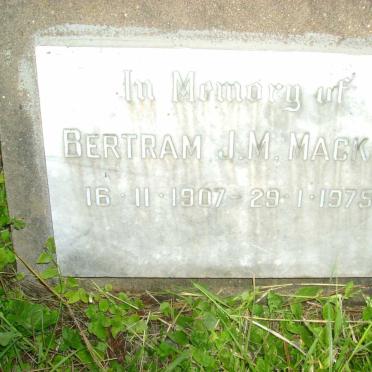 In Memory of
BERTRAM J.M. MACK
16·11·1907-29·1·1975